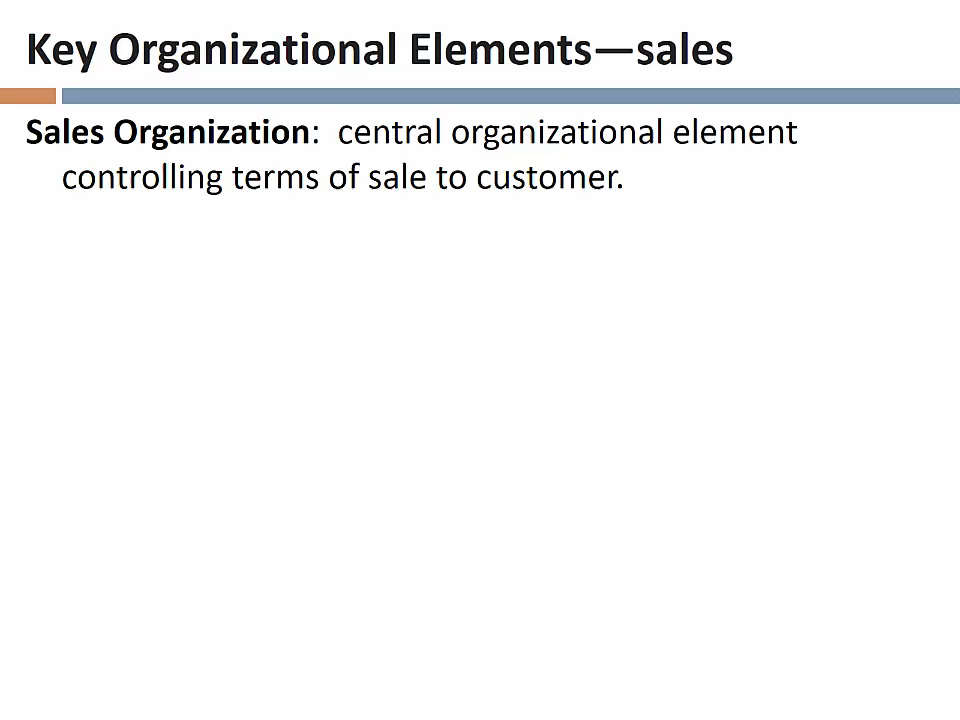 Key Organizational Elements—sales
Sales Organization:  central organizational element
controlling terms of sale to customer.